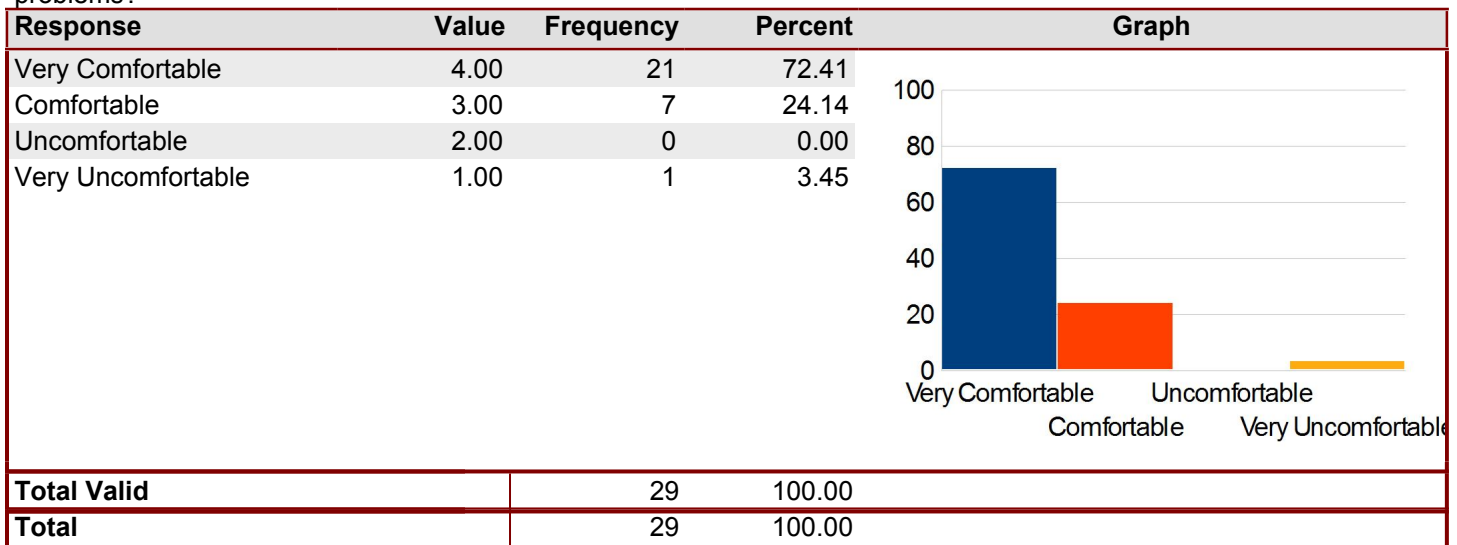 problems?
Response Value Frequency Percent Graph
Very Comfortable 4.00 21 72.41
Comfortable 3.00 7 24.14
Uncomfortable 2.00 0 0.00
Very Uncomfortable 1.00 1 3.45
100
80
60
40
20
0
Very Comfortable Uncomfortable
Comfortable Very Uncomfortable
Total Valid 29 100.00
Total 29 100.00